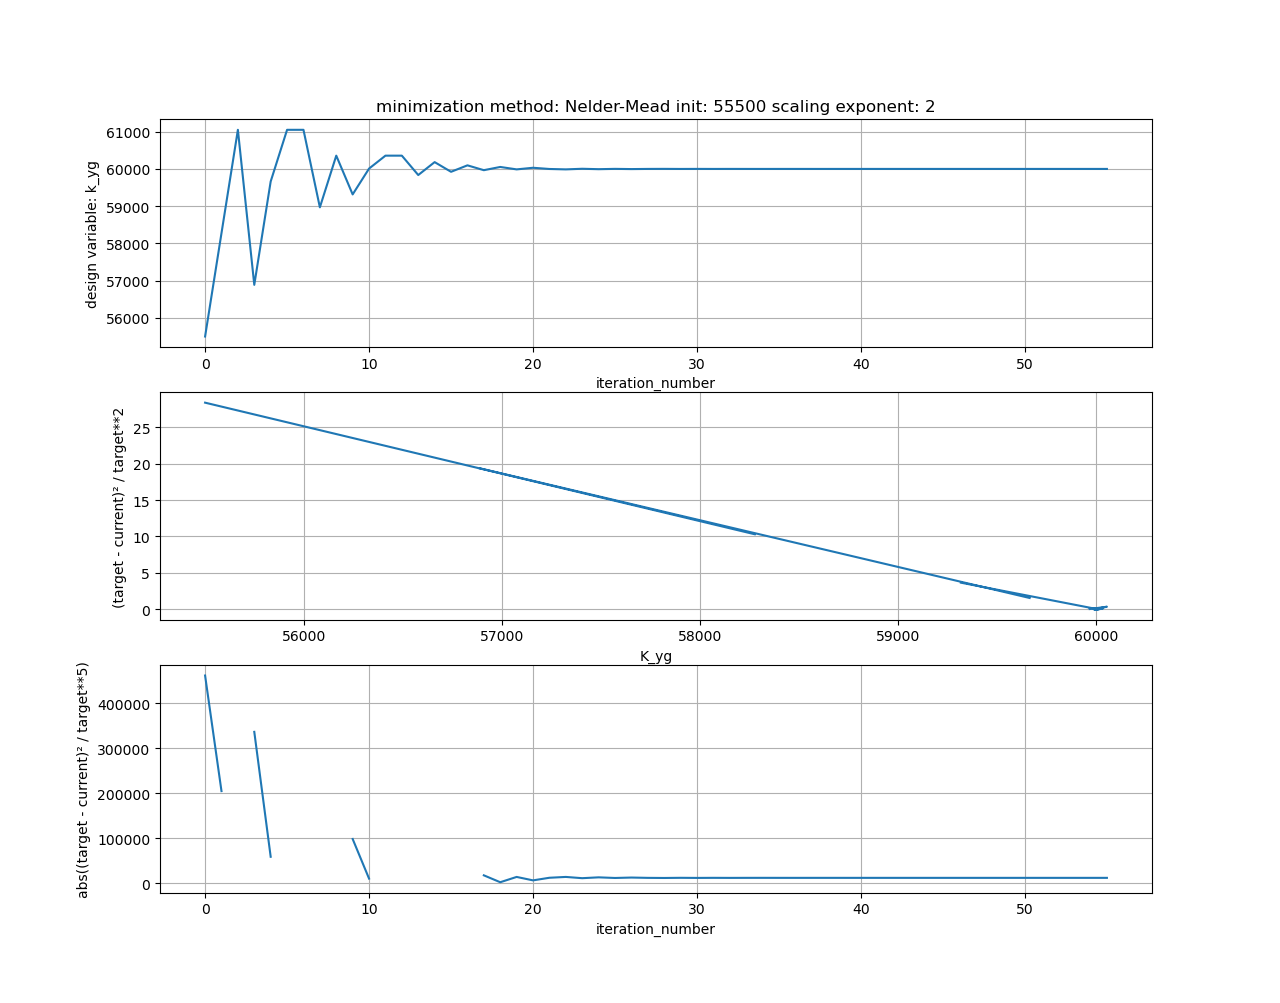 minimization method: Nelder-Mead init: 55500 scaling exponent: 2
design variable: k_yg
61000
60000
59000
58000
57000
56000
0 10 20 30 40 50
iteration_number
(target - current)² / target**2
25
20
15
10
5
0
56000 57000 58000 59000 60000
K_yg
abs((target - current)² / target**5)
400000
300000
200000
100000
0
0 10 20 30 40 50
iteration_number